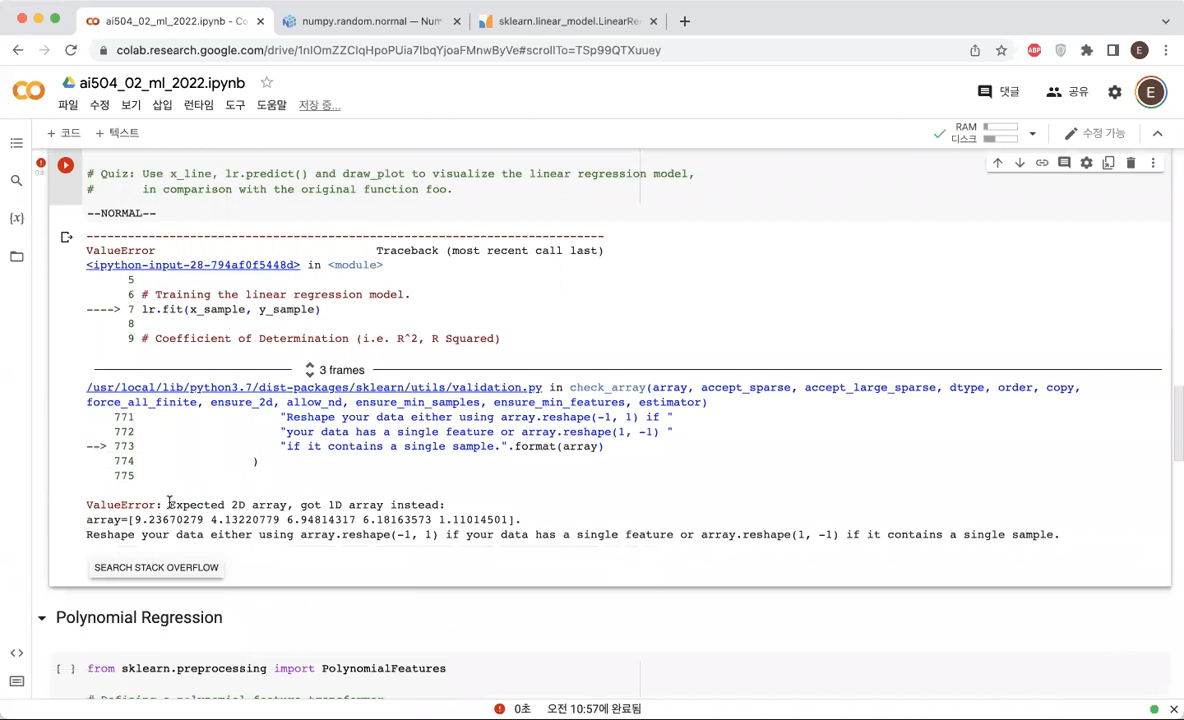 ai504_02_ml_2022.ipynb - Co
numpy.random.normal — Num
sklearn.linear_model.LinearRe
colab.research.google.com/drive/1nIOmZZCIqHpoPUia7IbqYjoaFMnwByVe#scrollTo=TSp99QTXuuey
ABP
E
ai504_02_ml_2022.ipynb
파일 수정 보기 삽입 런타임 도구 도움말 저장 중...
댓글
공유
E
+ 코드 + 텍스트
RAM
디스크
수정 가능
# Quiz: Use x_line, lr.predict() and draw_plot to visualize the linear regression model,
# in comparison with the original function foo.
--NORMAL--
---------------------------------------------------------------------------
ValueError Traceback (most recent call last)
<ipython-input-28-794af0f5448d> in <module>
5
6 # Training the linear regression model.
----> 7 lr.fit(x_sample, y_sample)
8
9 # Coefficient of Determination (i.e. R^2, R Squared)
3 frames
/usr/local/lib/python3.7/dist-packages/sklearn/utils/validation.py in check_array(array, accept_sparse, accept_large_sparse, dtype, order, copy,
force_all_finite, ensure_2d, allow_nd, ensure_min_samples, ensure_min_features, estimator)
771 "Reshape your data either using array.reshape(-1, 1) if "
772 "your data has a single feature or array.reshape(1, -1) "
--> 773 "if it contains a single sample.".format(array)
774 )
775
ValueError: Expected 2D array, got 1D array instead:
array=[9.23670279 4.13220779 6.94814317 6.18163573 1.11014501].
Reshape your data either using array.reshape(-1, 1) if your data has a single feature or array.reshape(1, -1) if it contains a single sample.
SEARCH STACK OVERFLOW
Polynomial Regression
[ ] from sklearn.preprocessing import PolynomialFeatures
# Defining a polynomial feature transformer
0초 오전 10:57에 완료됨